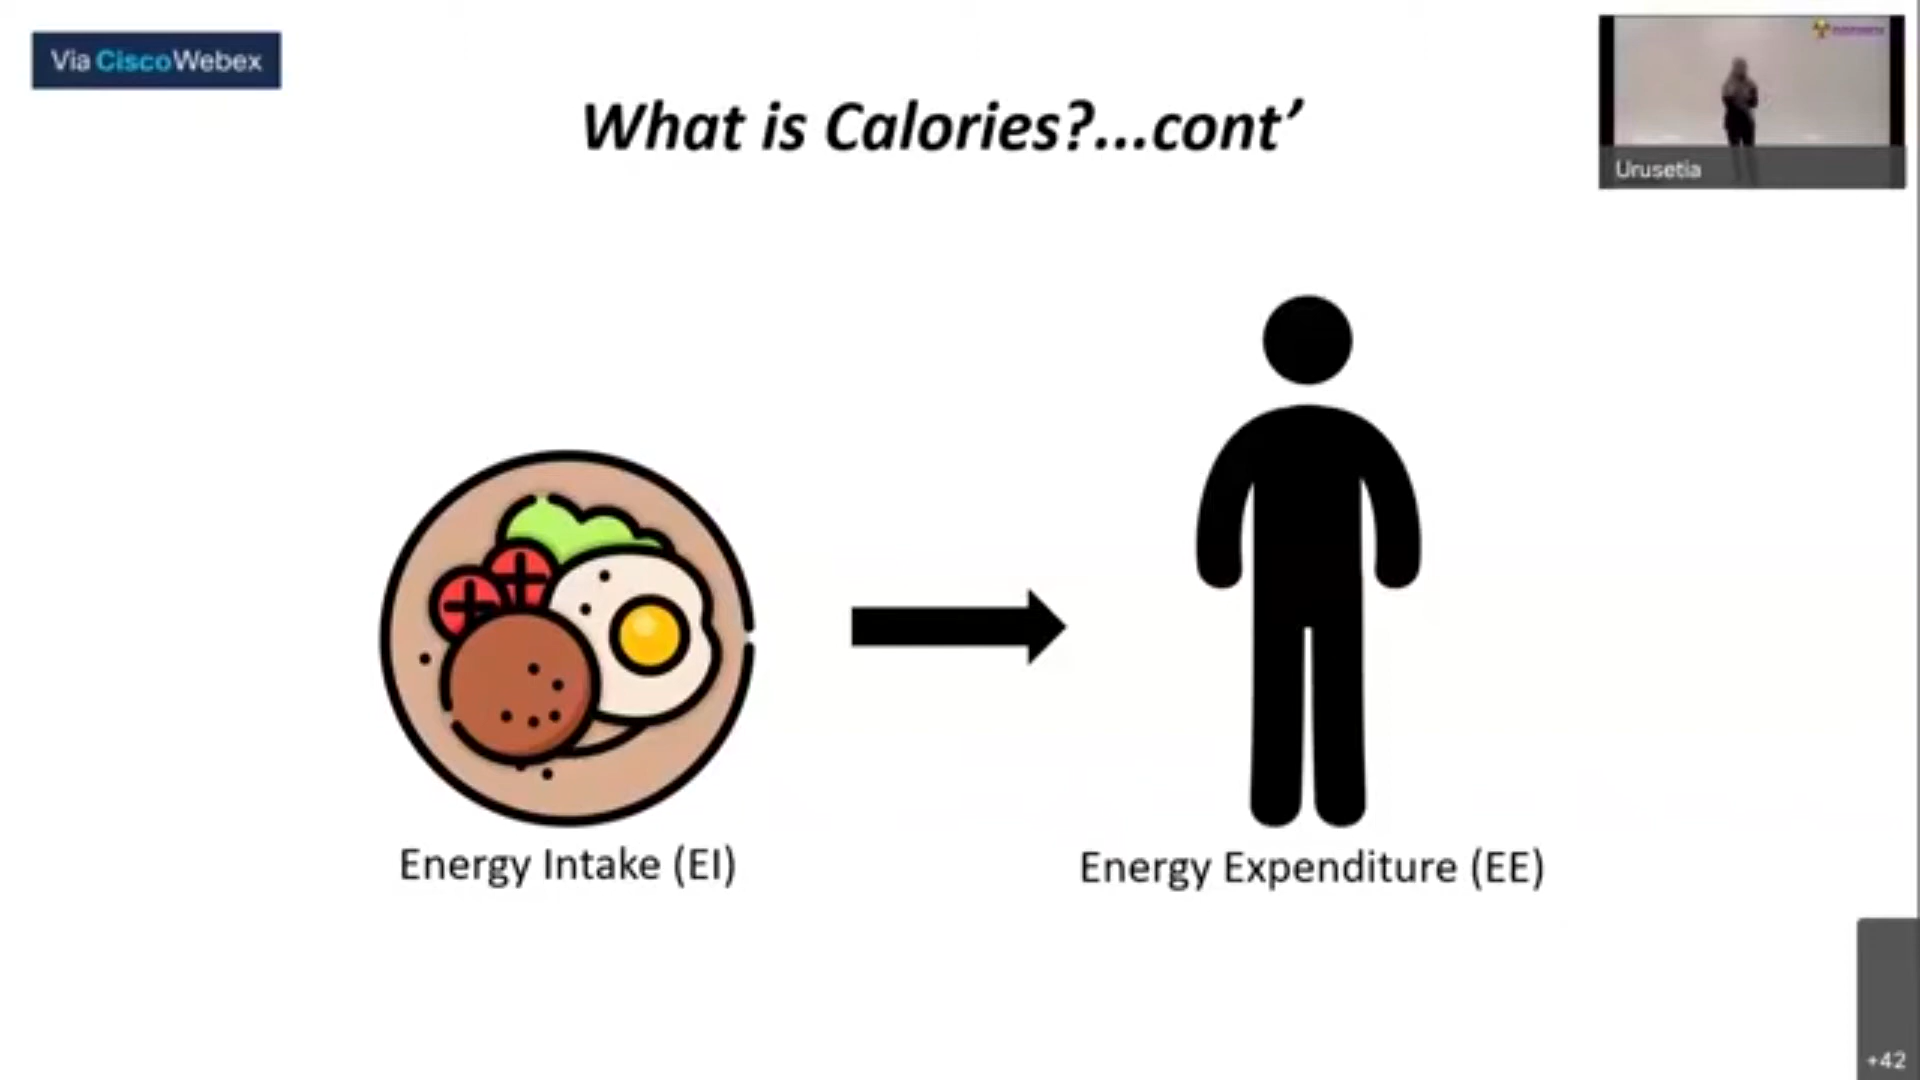 Via CiscoWebex
What is Calories?...cont’
Urusetia
Energy Intake (EI)
Energy Expenditure (EE)
+42